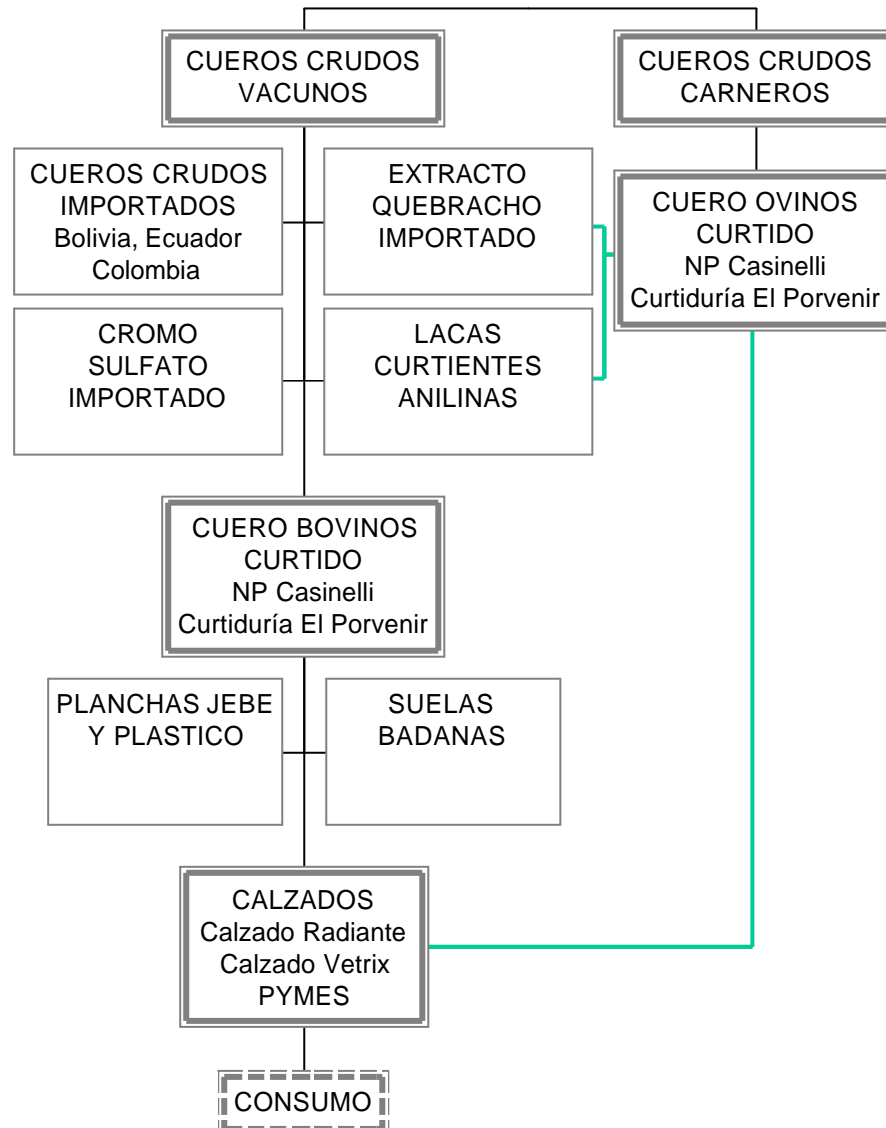 CUEROS CRUDOS
VACUNOS
CUEROS CRUDOS
CARNEROS
CUEROS CRUDOS
IMPORTADOS
Bolivia, Ecuador
Colombia
EXTRACTO
QUEBRACHO
IMPORTADO
CUERO OVINOS
CURTIDO
NP Casinelli
Curtiduría El Porvenir
CROMO
SULFATO
IMPORTADO
LACAS
CURTIENTES
ANILINAS
CUERO BOVINOS
CURTIDO
NP Casinelli
Curtiduría El Porvenir
PLANCHAS JEBE
Y PLASTICO
SUELAS
BADANAS
CALZADOS
Calzado Radiante
Calzado Vetrix
PYMES
CONSUMO